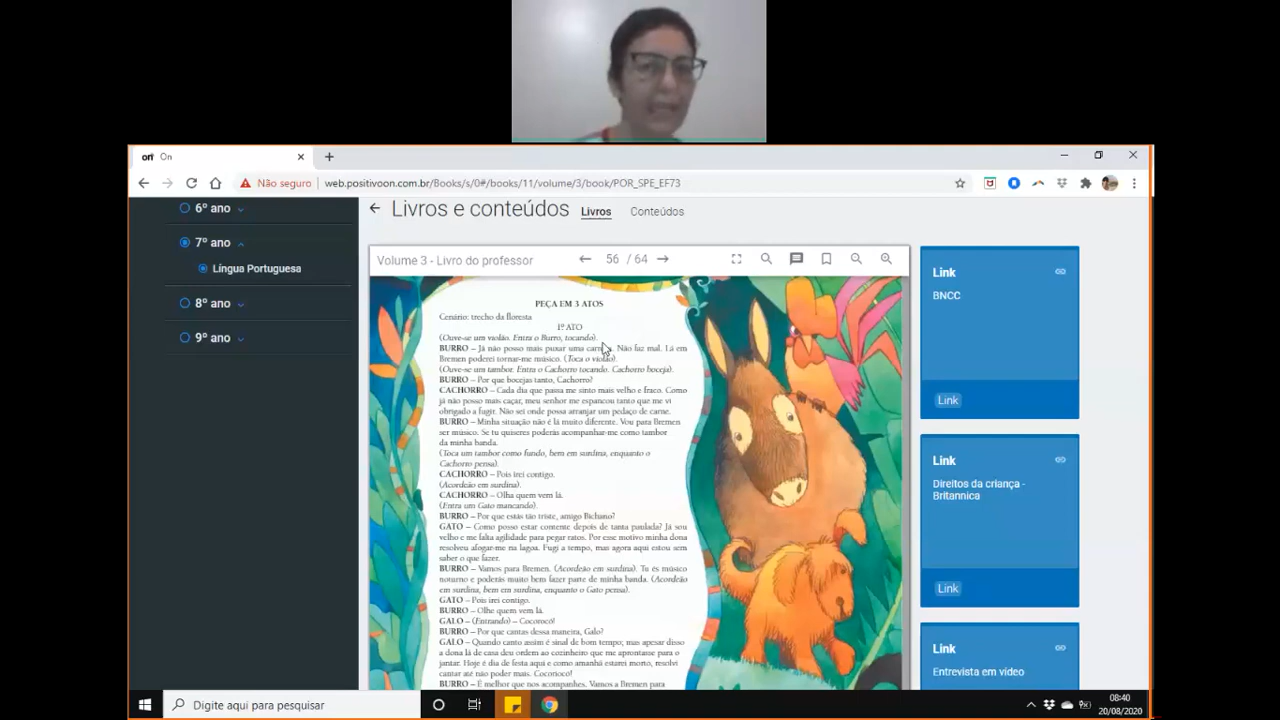 On
Não seguro
web.positivoon.com.br/Books/s/0#/books/11/volume/3/book/POR_SPE_EF73
6º ano
7º ano
Língua Portuguesa
8º ano
9º ano
Livros e conteúdos
Livros
Conteúdos
Volume 3 - Livro do professor
56 / 64
PEÇA EM 3 ATOS
Cenário: trecho da floresta
1º ATO
(Ouve-se um violão. Entra o Burro, tocando).
BURRO – Já não posso mais puxar uma carroça. Não faz mal. Lá em
Bremen poderei tornar-me músico. (Toca o violão).
(Ouve-se um tambor. Entra o Cachorro tocando. Cachorro boceja).
BURRO – Por que bocejas tanto, Cachorro?
CACHORRO – Cada dia que passa me sinto mais velho e fraco. Como
já não posso mais caçar, meu senhor me espancou tanto que me vi
obrigado a fugir. Não sei onde possa arranjar um pedaço de carne.
BURRO – Minha situação não é lá muito diferente. Vou para Bremen
ser músico. Se tu quiseres poderás acompanhar-me como tambor
da minha banda.
(Toca um tambor como fundo, bem em surdina, enquanto o
Cachorro pensa).
CACHORRO – Pois irei contigo.
(Acordeão em surdina).
CACHORRO – Olha quem vem lá.
(Entra um Gato mancando).
BURRO – Por que estás tão triste, amigo Bichano?
GATO – Como posso estar contente depois de tanta paulada? Já sou
velho e me falta agilidade para pegar ratos. Por esse motivo minha dona
resolveu afogar-me na lagoa. Fugi a tempo, mas agora aqui estou sem
saber o que fazer.
BURRO – Vamos para Bremen. (Acordeão em surdina). Tu és músico
noturno e poderás muito bem fazer parte de minha banda. (Acordeão
em surdina, bem em surdina, enquanto o Gato pensa).
GATO – Pois irei contigo.
BURRO – Olhe quem vem lá.
GALO – (Entrando) – Cocorocó!
BURRO – Por que cantas dessa maneira, Galo?
GALO – Quando canto assim é sinal de bom tempo; mas apesar disso
a dona lá de casa deu ordem ao cozinheiro que me aprontasse para o
jantar. Hoje é dia de festa aqui e como amanhã estarei morto, resolvi
cantar até não poder mais. Cocorioco!
BURRO – É melhor que nos acompanhes. Vamos a Bremen para
Link
BNCC
Link
Link
Direitos da criança -
Britannica
Link
Link
Entrevista em vídeo
Digite aqui para pesquisar
08:40
20/08/2020